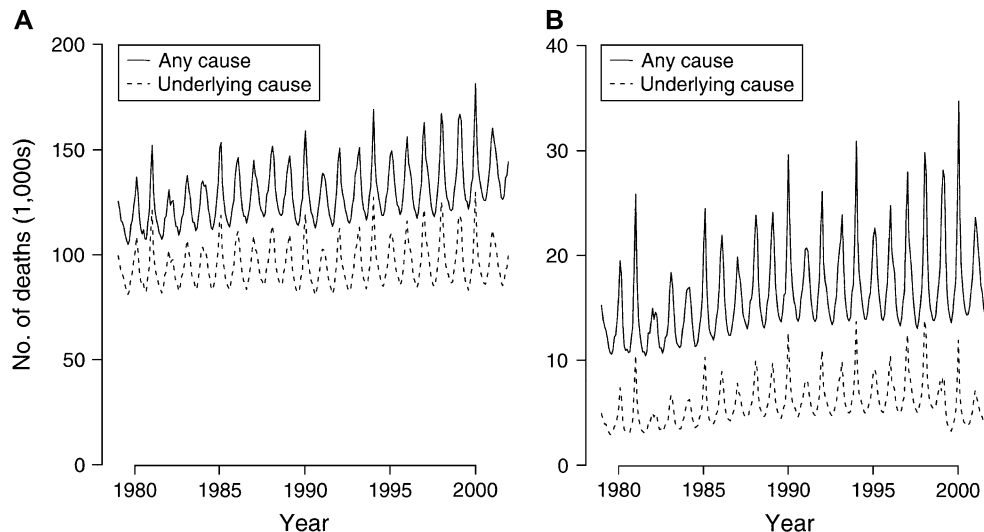 A
B
200
150
100
50
0
No. of deaths (1,000s)
Any cause
Underlying cause
1980 1985 1990 1995 2000
Year
40
30
20
10
0
Any cause
Underlying cause
1980 1985 1990 1995 2000
Year